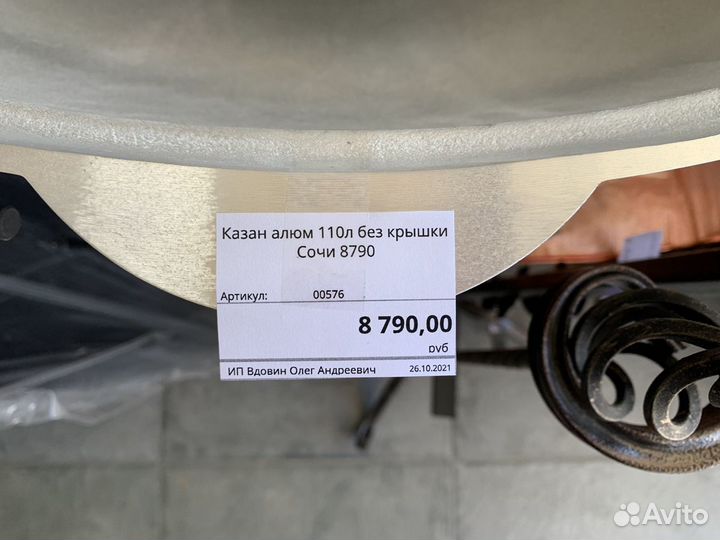 Казан алюм 110л без крышки
Сочи 8790
Артикул: 00576
8 790,00
руб
ИП Вдовин Олег Андреевич 26.10.2021
Avito